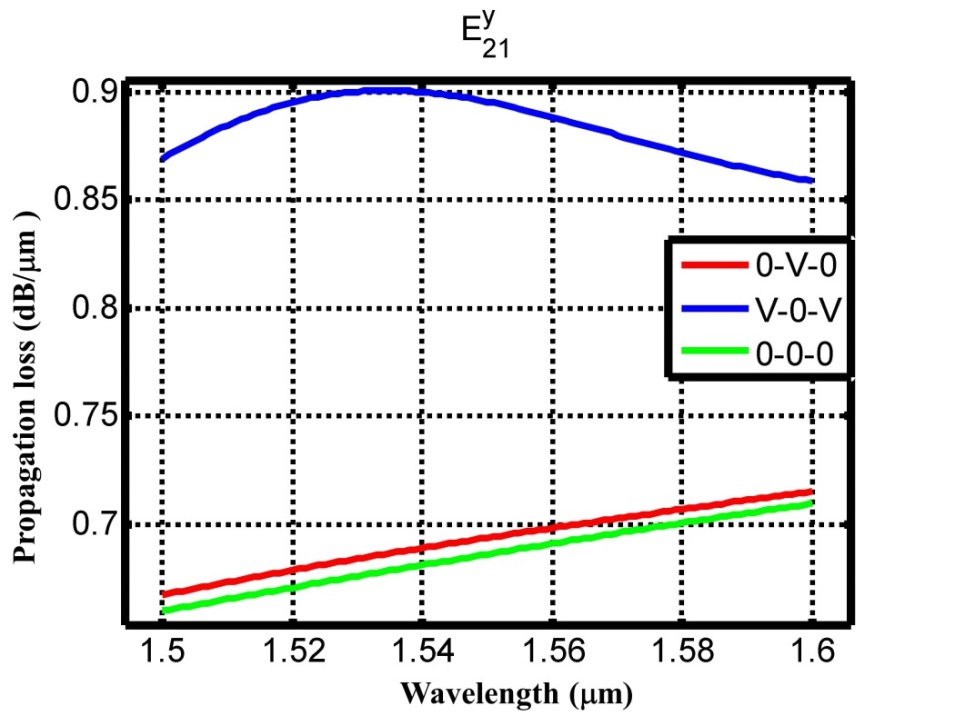 E^y_21
0.9
0.85
0.8
0.75
0.7
Propagation loss (dB/μm )
0-V-0
V-0-V
0-0-0
1.5 1.52 1.54 1.56 1.58 1.6
Wavelength (μm)